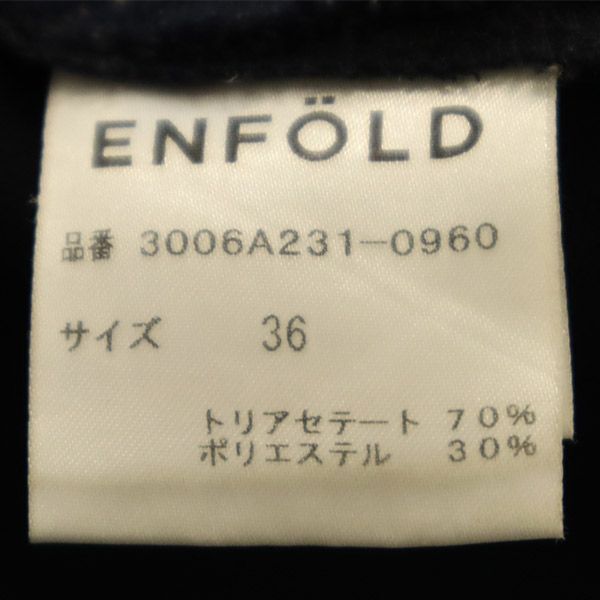 ENFÖLD
品番 3006A231-0960
サイズ 36
トリアセテート 70%
ポリエステル 30%